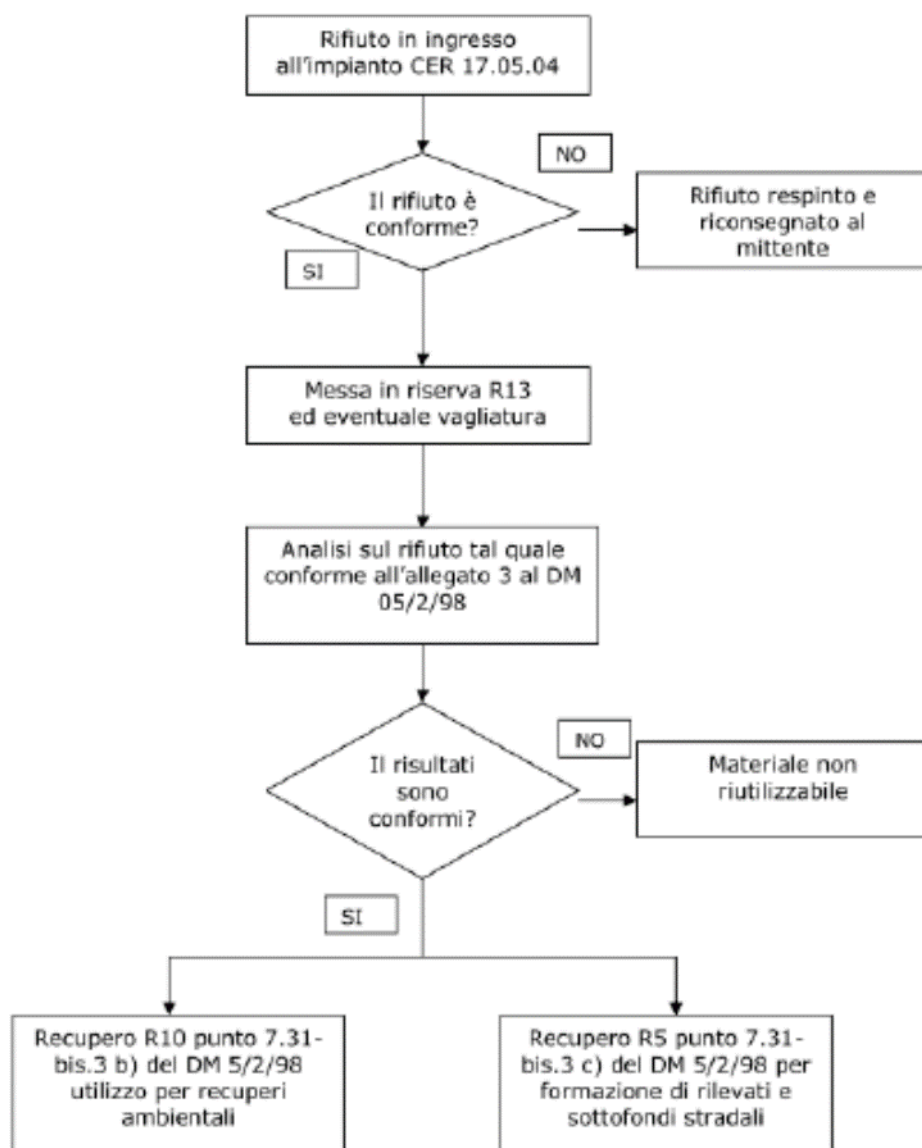 Rifiuto in ingresso
all'impianto CER 17.05.04
NO
Il rifiuto è
conforme?
Rifiuto respinto e
riconsegnato al
mittente
SI
Messa in riserva R13
ed eventuale vagliatura
Analisi sul rifiuto tal quale
conforme all'allegato 3 al DM
05/2/98
NO
Il risultati
sono
conformi?
Materiale non
riutilizzabile
SI
Recupero R10 punto 7.31-
bis.3 b) del DM 5/2/98
utilizzo per recuperi
ambientali
Recupero R5 punto 7.31-
bis.3 c) del DM 5/2/98 per
formazione di rilevati e
sottofondi stradali